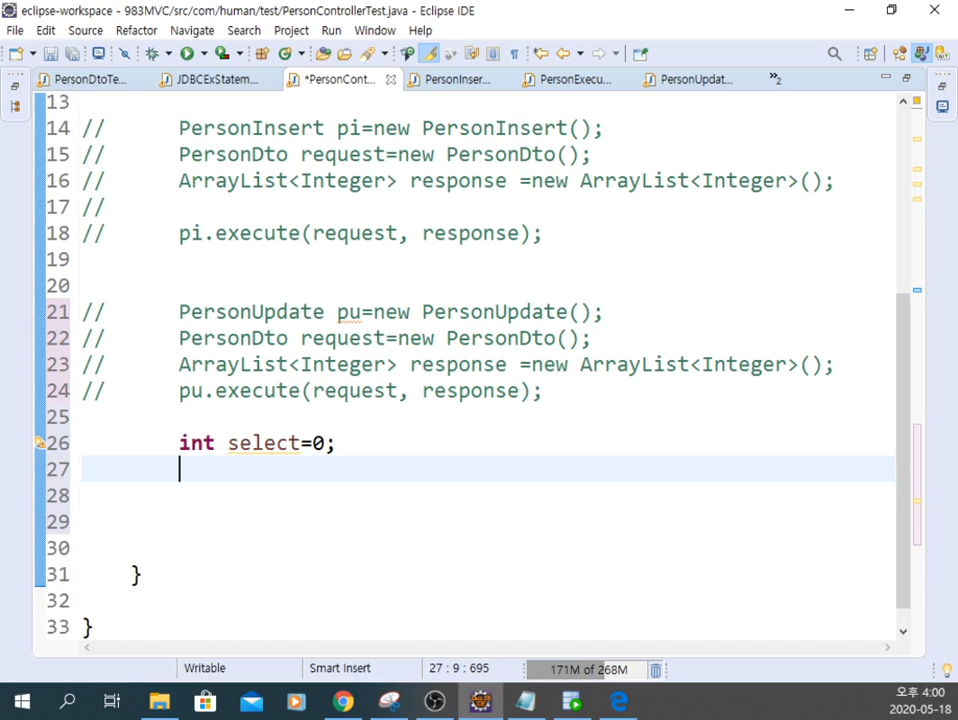 eclipse-workspace - 983MVC/src/com/human/test/PersonControllerTest.java - Eclipse IDE
File Edit Source Refactor Navigate Search Project Run Window Help
PersonDtoTe... JDBCExStatem... *PersonCont... PersonInser... PersonExecu... PersonUpdat... »2
13
14 // PersonInsert pi=new PersonInsert();
15 // PersonDto request=new PersonDto();
16 // ArrayList<Integer> response =new ArrayList<Integer>();
17 //
18 // pi.execute(request, response);
19
20
21 // PersonUpdate pu=new PersonUpdate();
22 // PersonDto request=new PersonDto();
23 // ArrayList<Integer> response =new ArrayList<Integer>();
24 // pu.execute(request, response);
25
26 int select=0;
27
28
29
30
31 }
32
33 }
Writable Smart Insert 27 : 9 : 695 171M of 268M
오후 4:00
2020-05-18